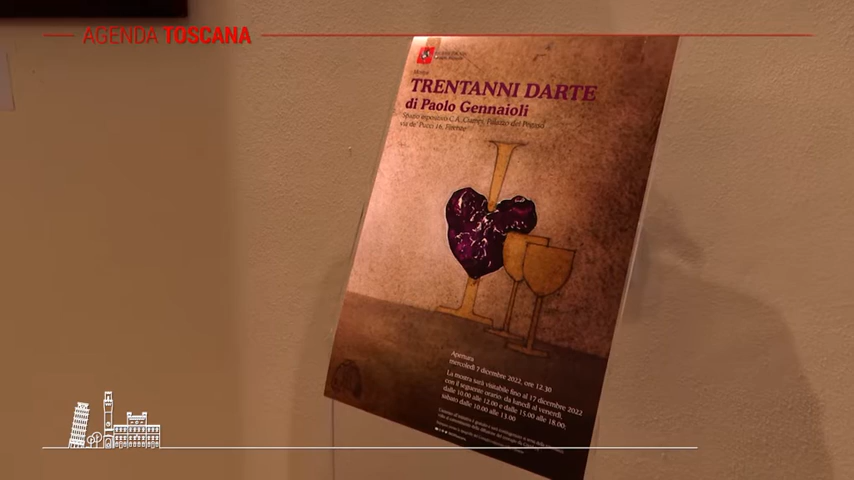 AGENDA TOSCANA
TRENTANNI DARTE
di Paolo Gennaioli
Spazio espositivo C.A. Ciampi, Palazzo del Pegaso
via de' Pucci 16, Firenze
Apertura
mercoledì 7 dicembre 2022, ore 12.30
La mostra sarà visitabile fino al 17 dicembre 2022
con il seguente orario: da lunedì al venerdì,
dalle 10.00 alle 12.00 e dalle 15.00 alle 18.00;
sabato dalle 10.00 alle 13.00